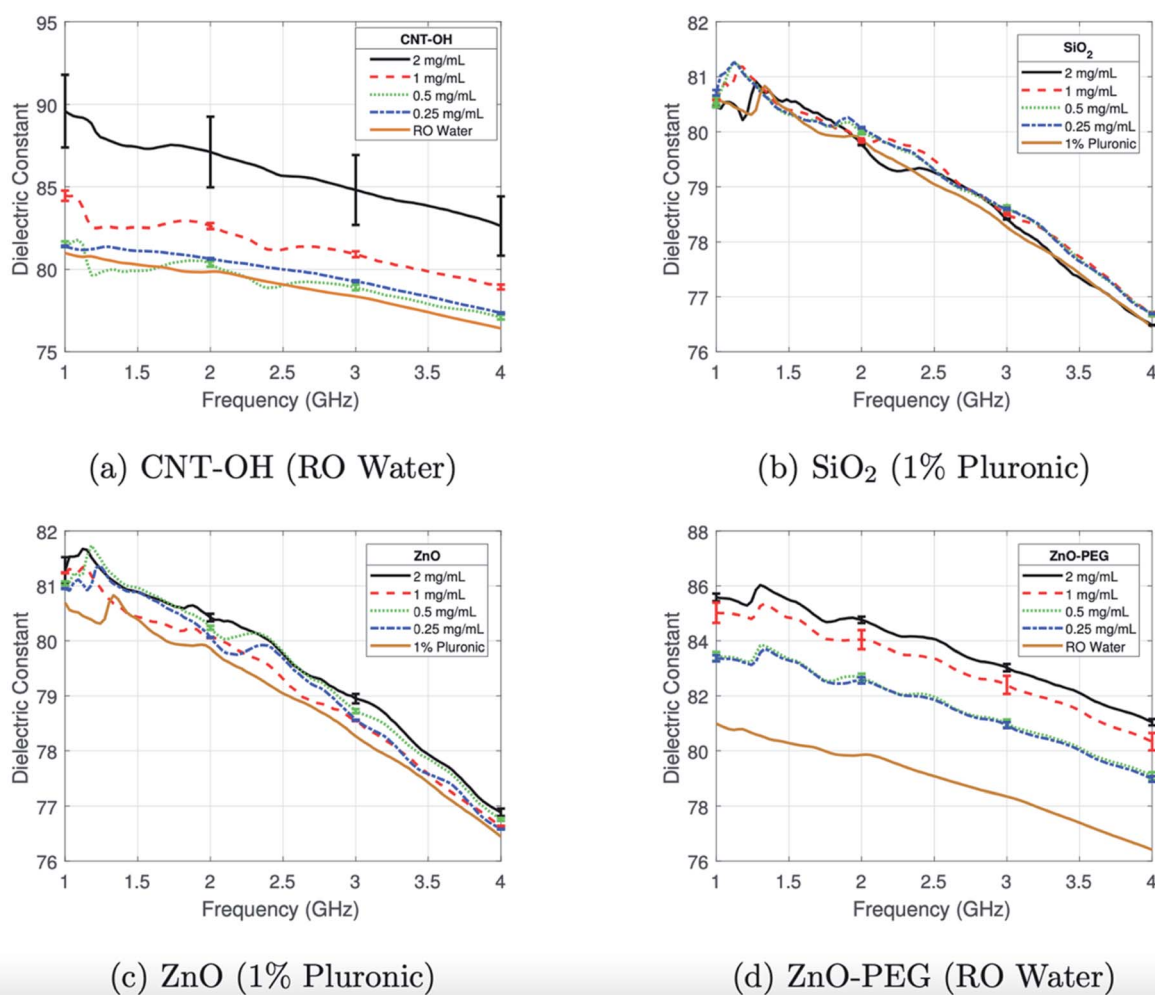 95
90
85
80
75
Dielectric Constant
CNT-OH
2 mg/mL
1 mg/mL
0.5 mg/mL
0.25 mg/mL
RO Water
1 1.5 2 2.5 3 3.5 4
Frequency (GHz)
(a) CNT-OH (RO Water)
82
81
80
79
78
77
76
Dielectric Constant
SiO₂
2 mg/mL
1 mg/mL
0.5 mg/mL
0.25 mg/mL
1% Pluronic
1 1.5 2 2.5 3 3.5 4
Frequency (GHz)
(b) SiO₂ (1% Pluronic)
82
81
80
79
78
77
76
Dielectric Constant
ZnO
2 mg/mL
1 mg/mL
0.5 mg/mL
0.25 mg/mL
1% Pluronic
1 1.5 2 2.5 3 3.5 4
Frequency (GHz)
(c) ZnO (1% Pluronic)
88
86
84
82
80
78
76
Dielectric Constant
ZnO-PEG
2 mg/mL
1 mg/mL
0.5 mg/mL
0.25 mg/mL
RO Water
1 1.5 2 2.5 3 3.5 4
Frequency (GHz)
(d) ZnO-PEG (RO Water)